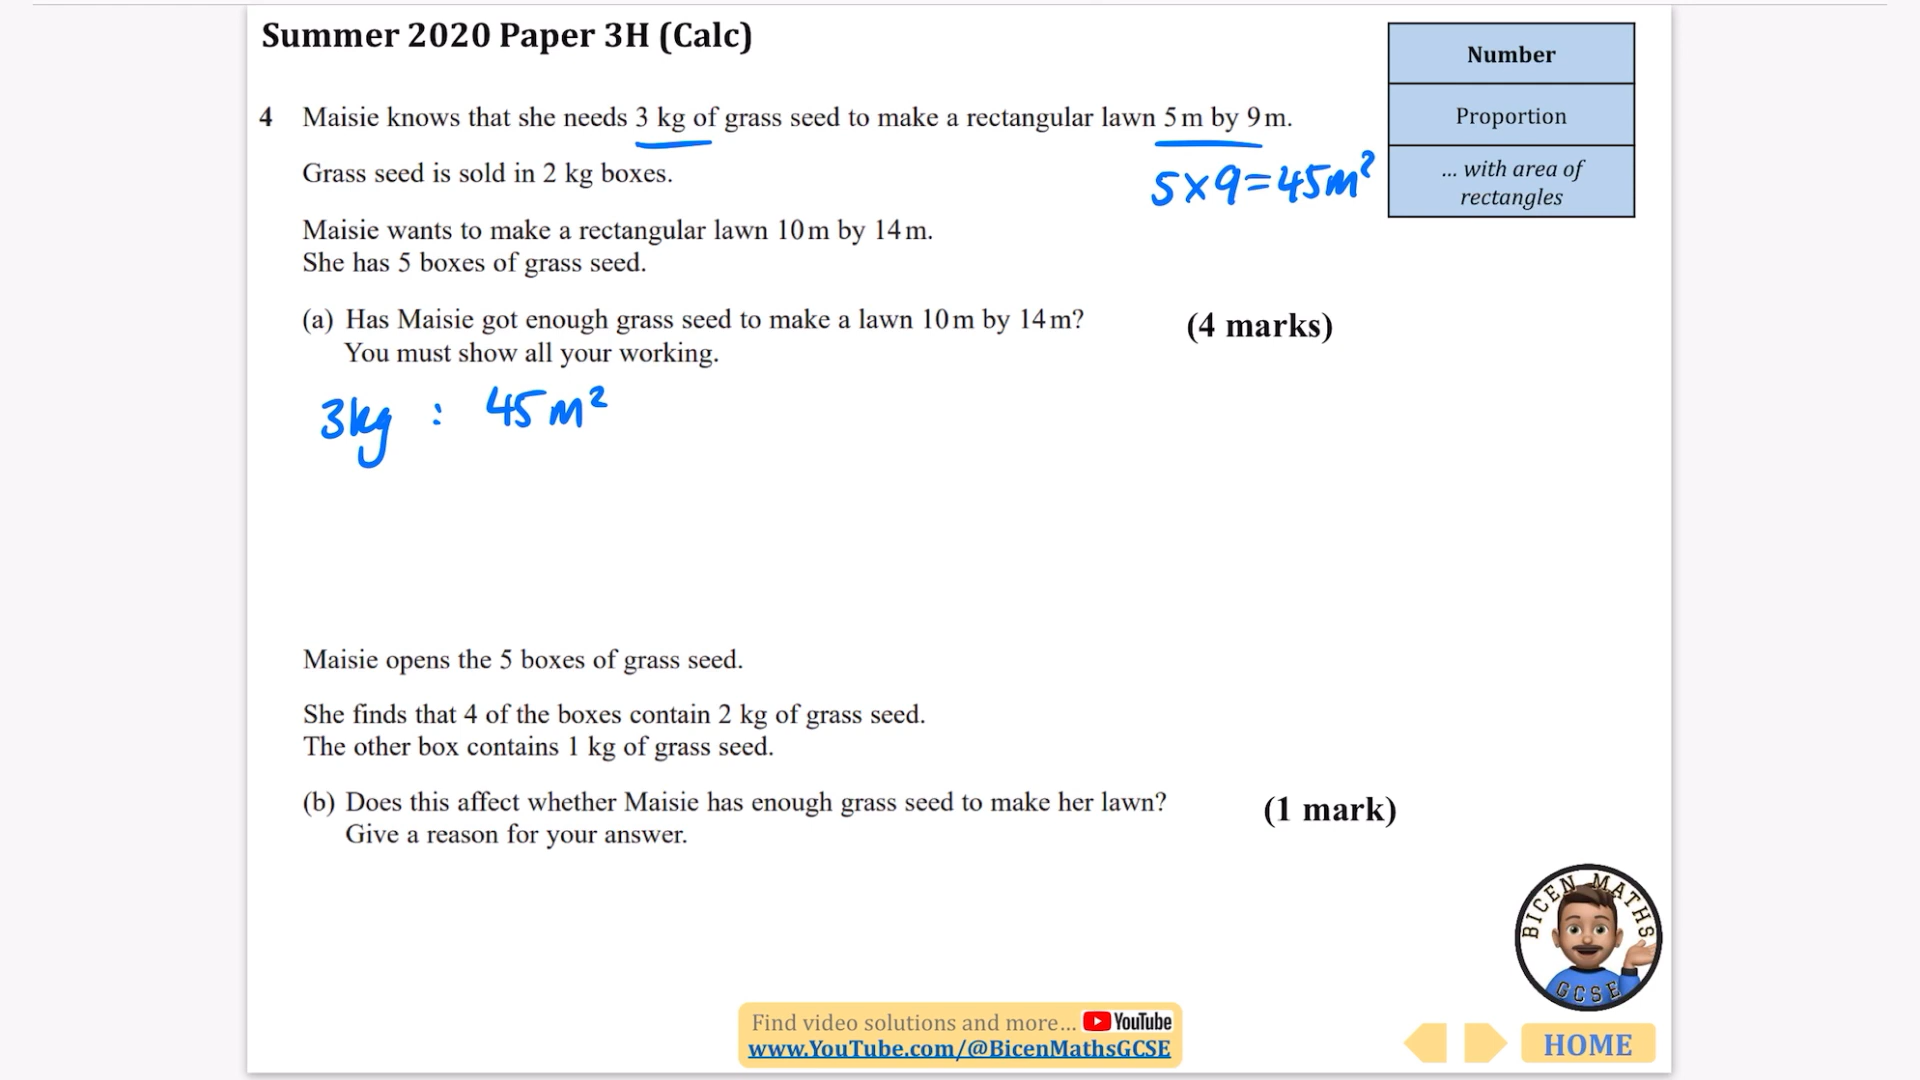 Summer 2020 Paper 3H (Calc)
Number
Proportion
... with area of
rectangles
4 Maisie knows that she needs 3 kg of grass seed to make a rectangular lawn 5 m by 9 m.
5×9=45m²
Grass seed is sold in 2 kg boxes.
Maisie wants to make a rectangular lawn 10 m by 14 m.
She has 5 boxes of grass seed.
(a) Has Maisie got enough grass seed to make a lawn 10 m by 14 m?
You must show all your working.
(4 marks)
3kg : 45m²
Maisie opens the 5 boxes of grass seed.
She finds that 4 of the boxes contain 2 kg of grass seed.
The other box contains 1 kg of grass seed.
(b) Does this affect whether Maisie has enough grass seed to make her lawn?
Give a reason for your answer.
(1 mark)
BICEN MATHS
GCSE
Find video solutions and more... YouTube
www.YouTube.com/@BicenMathsGCSE
HOME